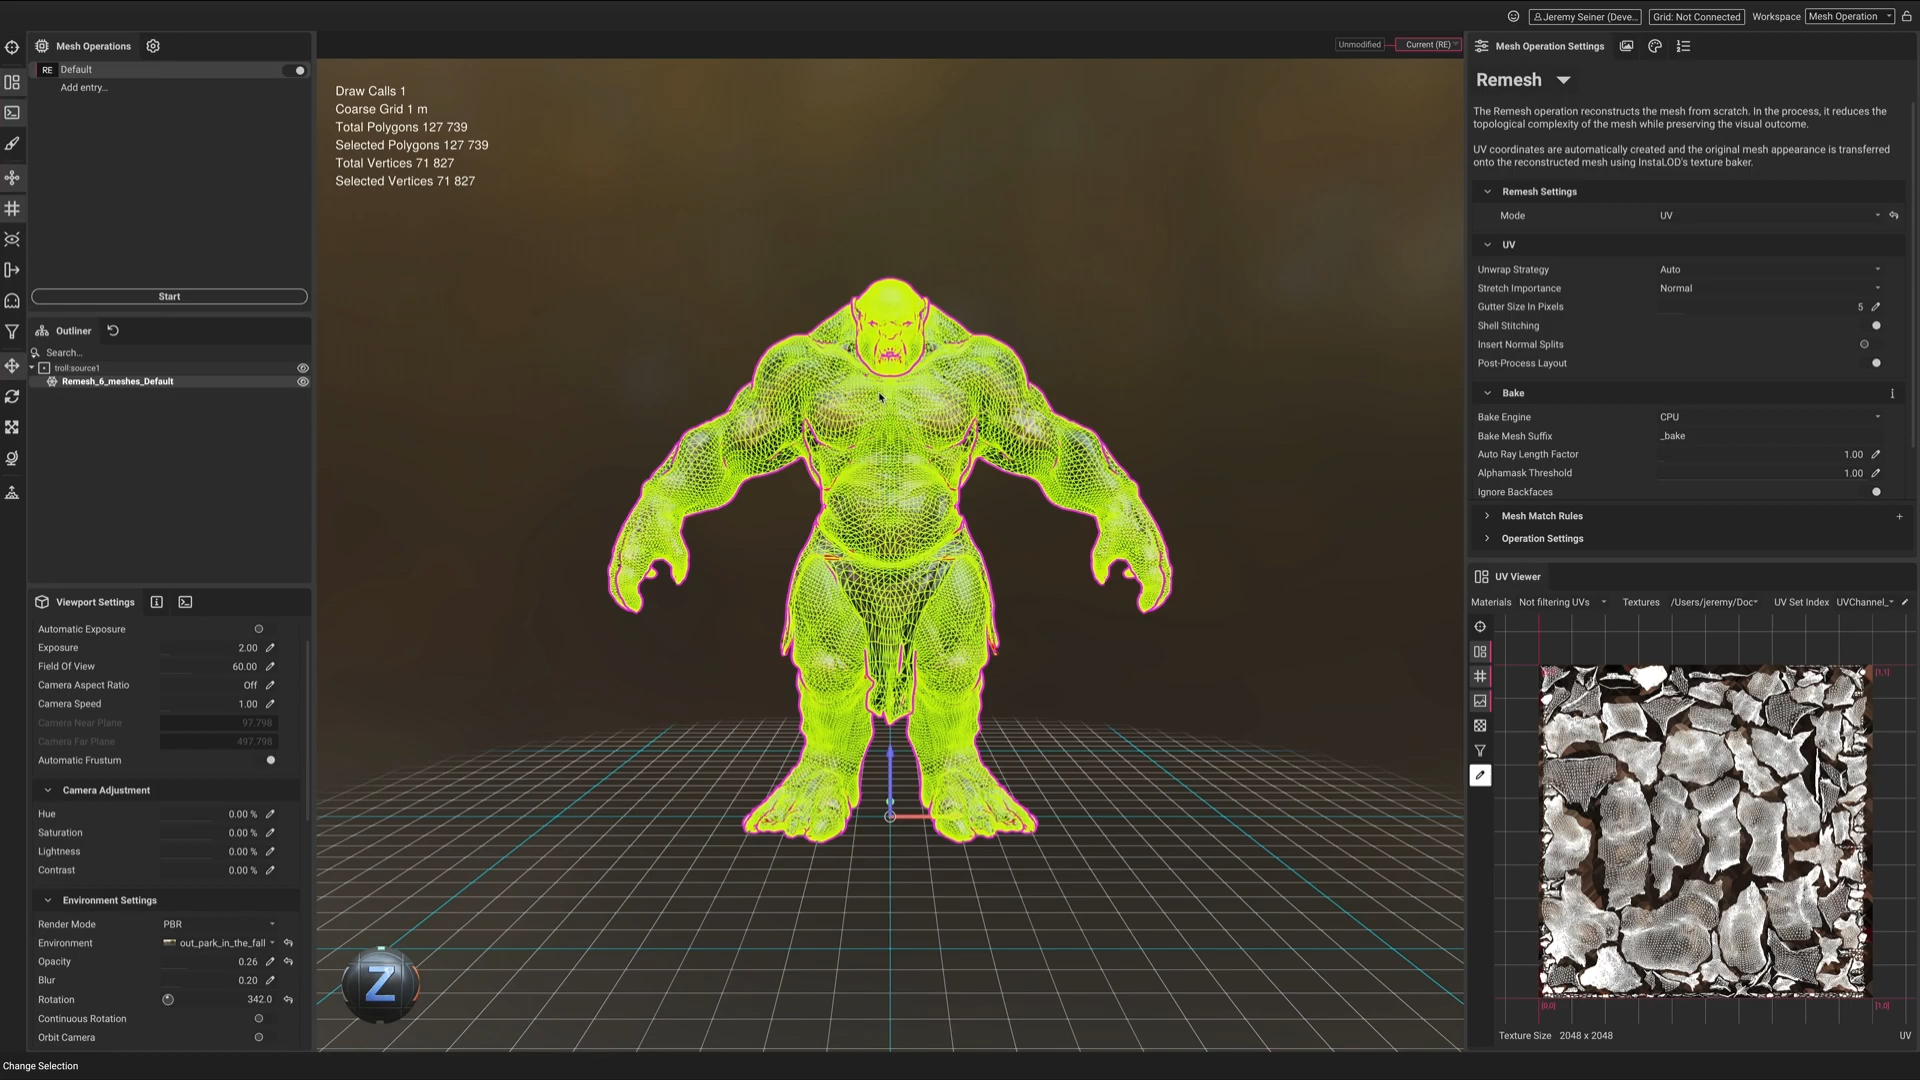 Jeremy Seiner (Deve...
Grid: Not Connected
Workspace
Mesh Operation
Mesh Operations
RE
Default
Add entry...
Start
Outliner
Search...
troll:source1
Remesh_6_meshes_Default
Viewport Settings
Automatic Exposure
Exposure 2.00
Field Of View 60.00
Camera Aspect Ratio Off
Camera Speed 1.00
Camera Near Plane 97.798
Camera Far Plane 497.798
Automatic Frustum
Camera Adjustment
Hue 0.00 %
Saturation 0.00 %
Lightness 0.00 %
Contrast 0.00 %
Environment Settings
Render Mode PBR
Environment out_park_in_the_fall
Opacity 0.26
Blur 0.20
Rotation 342.0
Continuous Rotation
Orbit Camera
Change Selection
Unmodified
Current (RE)
Draw Calls 1
Coarse Grid 1 m
Total Polygons 127 739
Selected Polygons 127 739
Total Vertices 71 827
Selected Vertices 71 827
Z
Mesh Operation Settings
Remesh
The Remesh operation reconstructs the mesh from scratch. In the process, it reduces the
topological complexity of the mesh while preserving the visual outcome.
UV coordinates are automatically created and the original mesh appearance is transferred
onto the reconstructed mesh using InstaLOD's texture baker.
Remesh Settings
Mode UV
UV
Unwrap Strategy Auto
Stretch Importance Normal
Gutter Size In Pixels 5
Shell Stitching
Insert Normal Splits
Post-Process Layout
Bake
Bake Engine CPU
Bake Mesh Suffix _bake
Auto Ray Length Factor 1.00
Alphamask Threshold 1.00
Ignore Backfaces
Mesh Match Rules
Operation Settings
UV Viewer
Materials Not filtering UVs Textures /Users/jeremy/Doc UV Set Index UVChannel_
[1,1]
[0,0]
[1,0]
Texture Size 2048 x 2048
UV